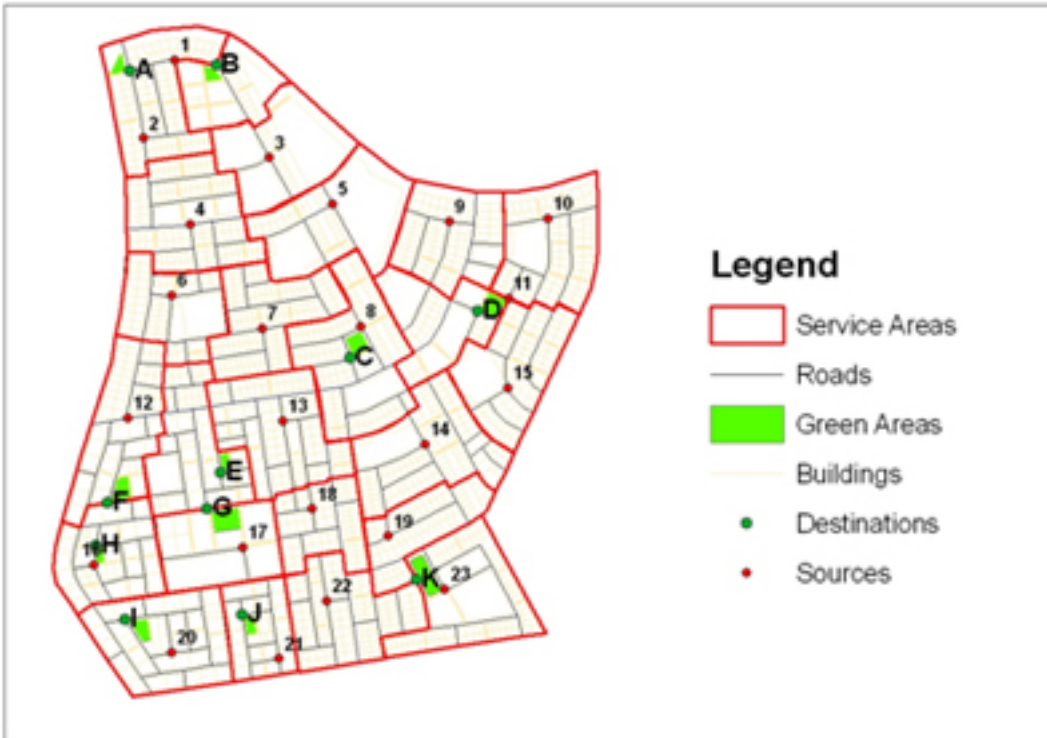 1
A
B
2
3
5
4
9
10
6
11
D
7
8
C
15
12
13
14
E
F
G
18
H
17
19
K
23
22
I
J
20
21
Legend
Service Areas
Roads
Green Areas
Buildings
Destinations
Sources